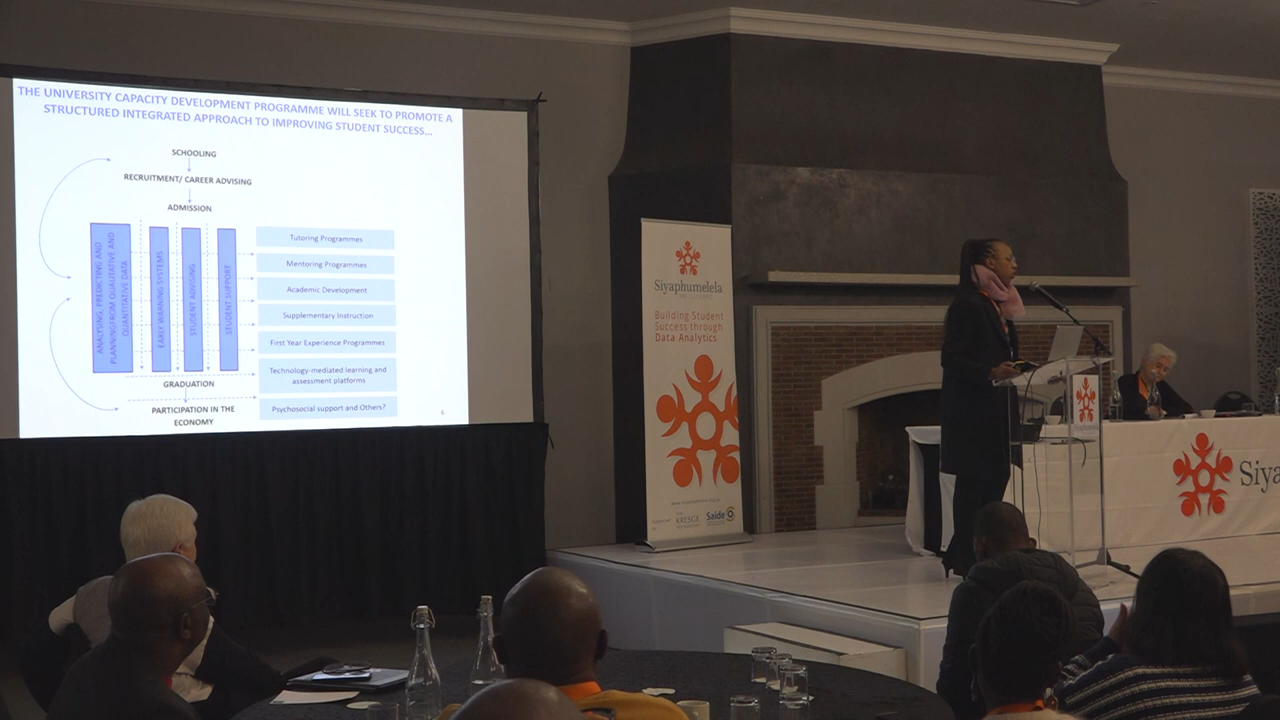 THE UNIVERSITY CAPACITY DEVELOPMENT PROGRAMME WILL SEEK TO PROMOTE A
STRUCTURED INTEGRATED APPROACH TO IMPROVING STUDENT SUCCESS...
SCHOOLING
RECRUITMENT/ CAREER ADVISING
ADMISSION
ANALYSING, PREDICTING AND
PLANNINGFROM QUALITATIVE AND
QUANTITATIVE DATA
EARLY WARNING SYSTEMS
STUDENT ADVISING
STUDENT SUPPORT
Tutoring Programmes
Mentoring Programmes
Academic Development
Supplementary Instruction
First Year Experience Programmes
Technology-mediated learning and
assessment platforms
Psychosocial support and Others?
GRADUATION
PARTICIPATION IN THE
ECONOMY
6
Siyaphumelela
Building Student
Success through
Data Analytics
KRESGE
Saide
Siya